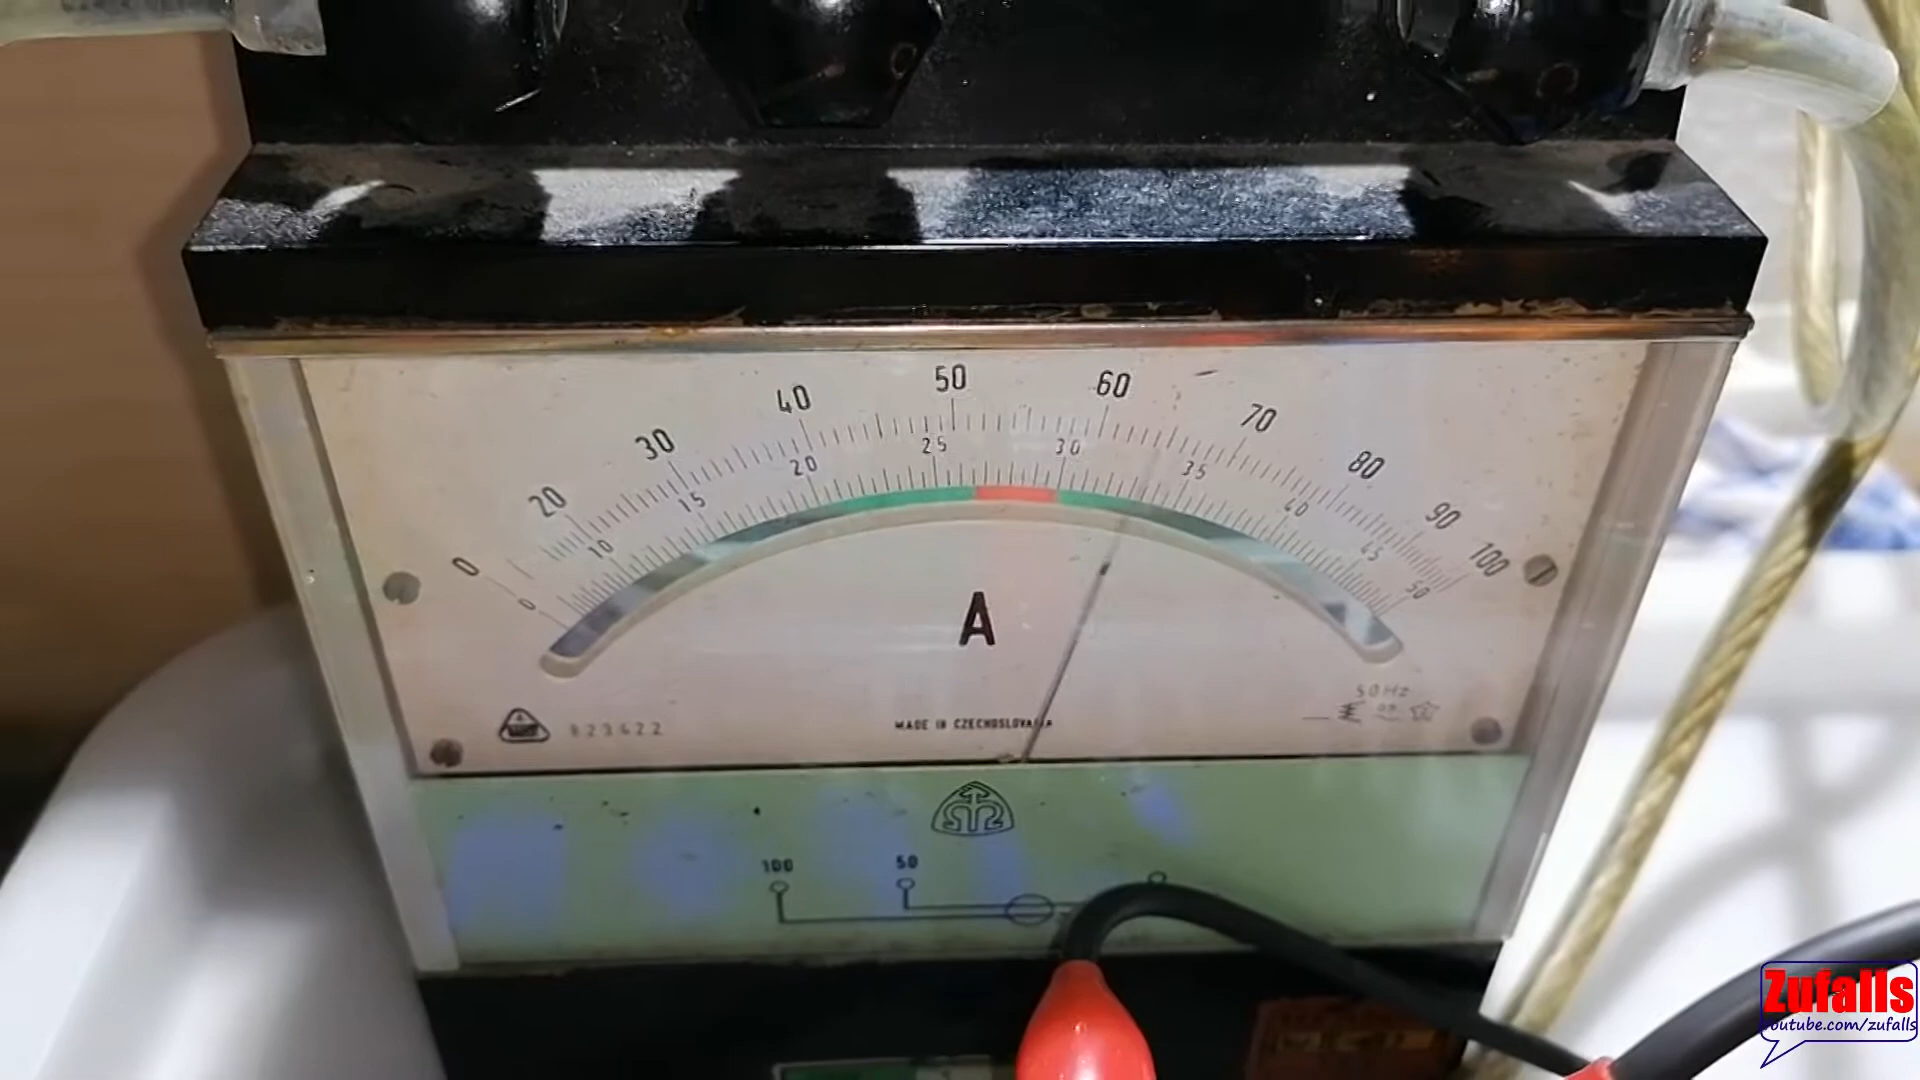 0 20 30 40 50 60 70 80 90 100
0 10 15 20 25 30 35 40 45 50
A
50Hz
823622
MADE IN CZECHOSLOVAKIA
100 50
Zufalls
youtube.com/zufalls